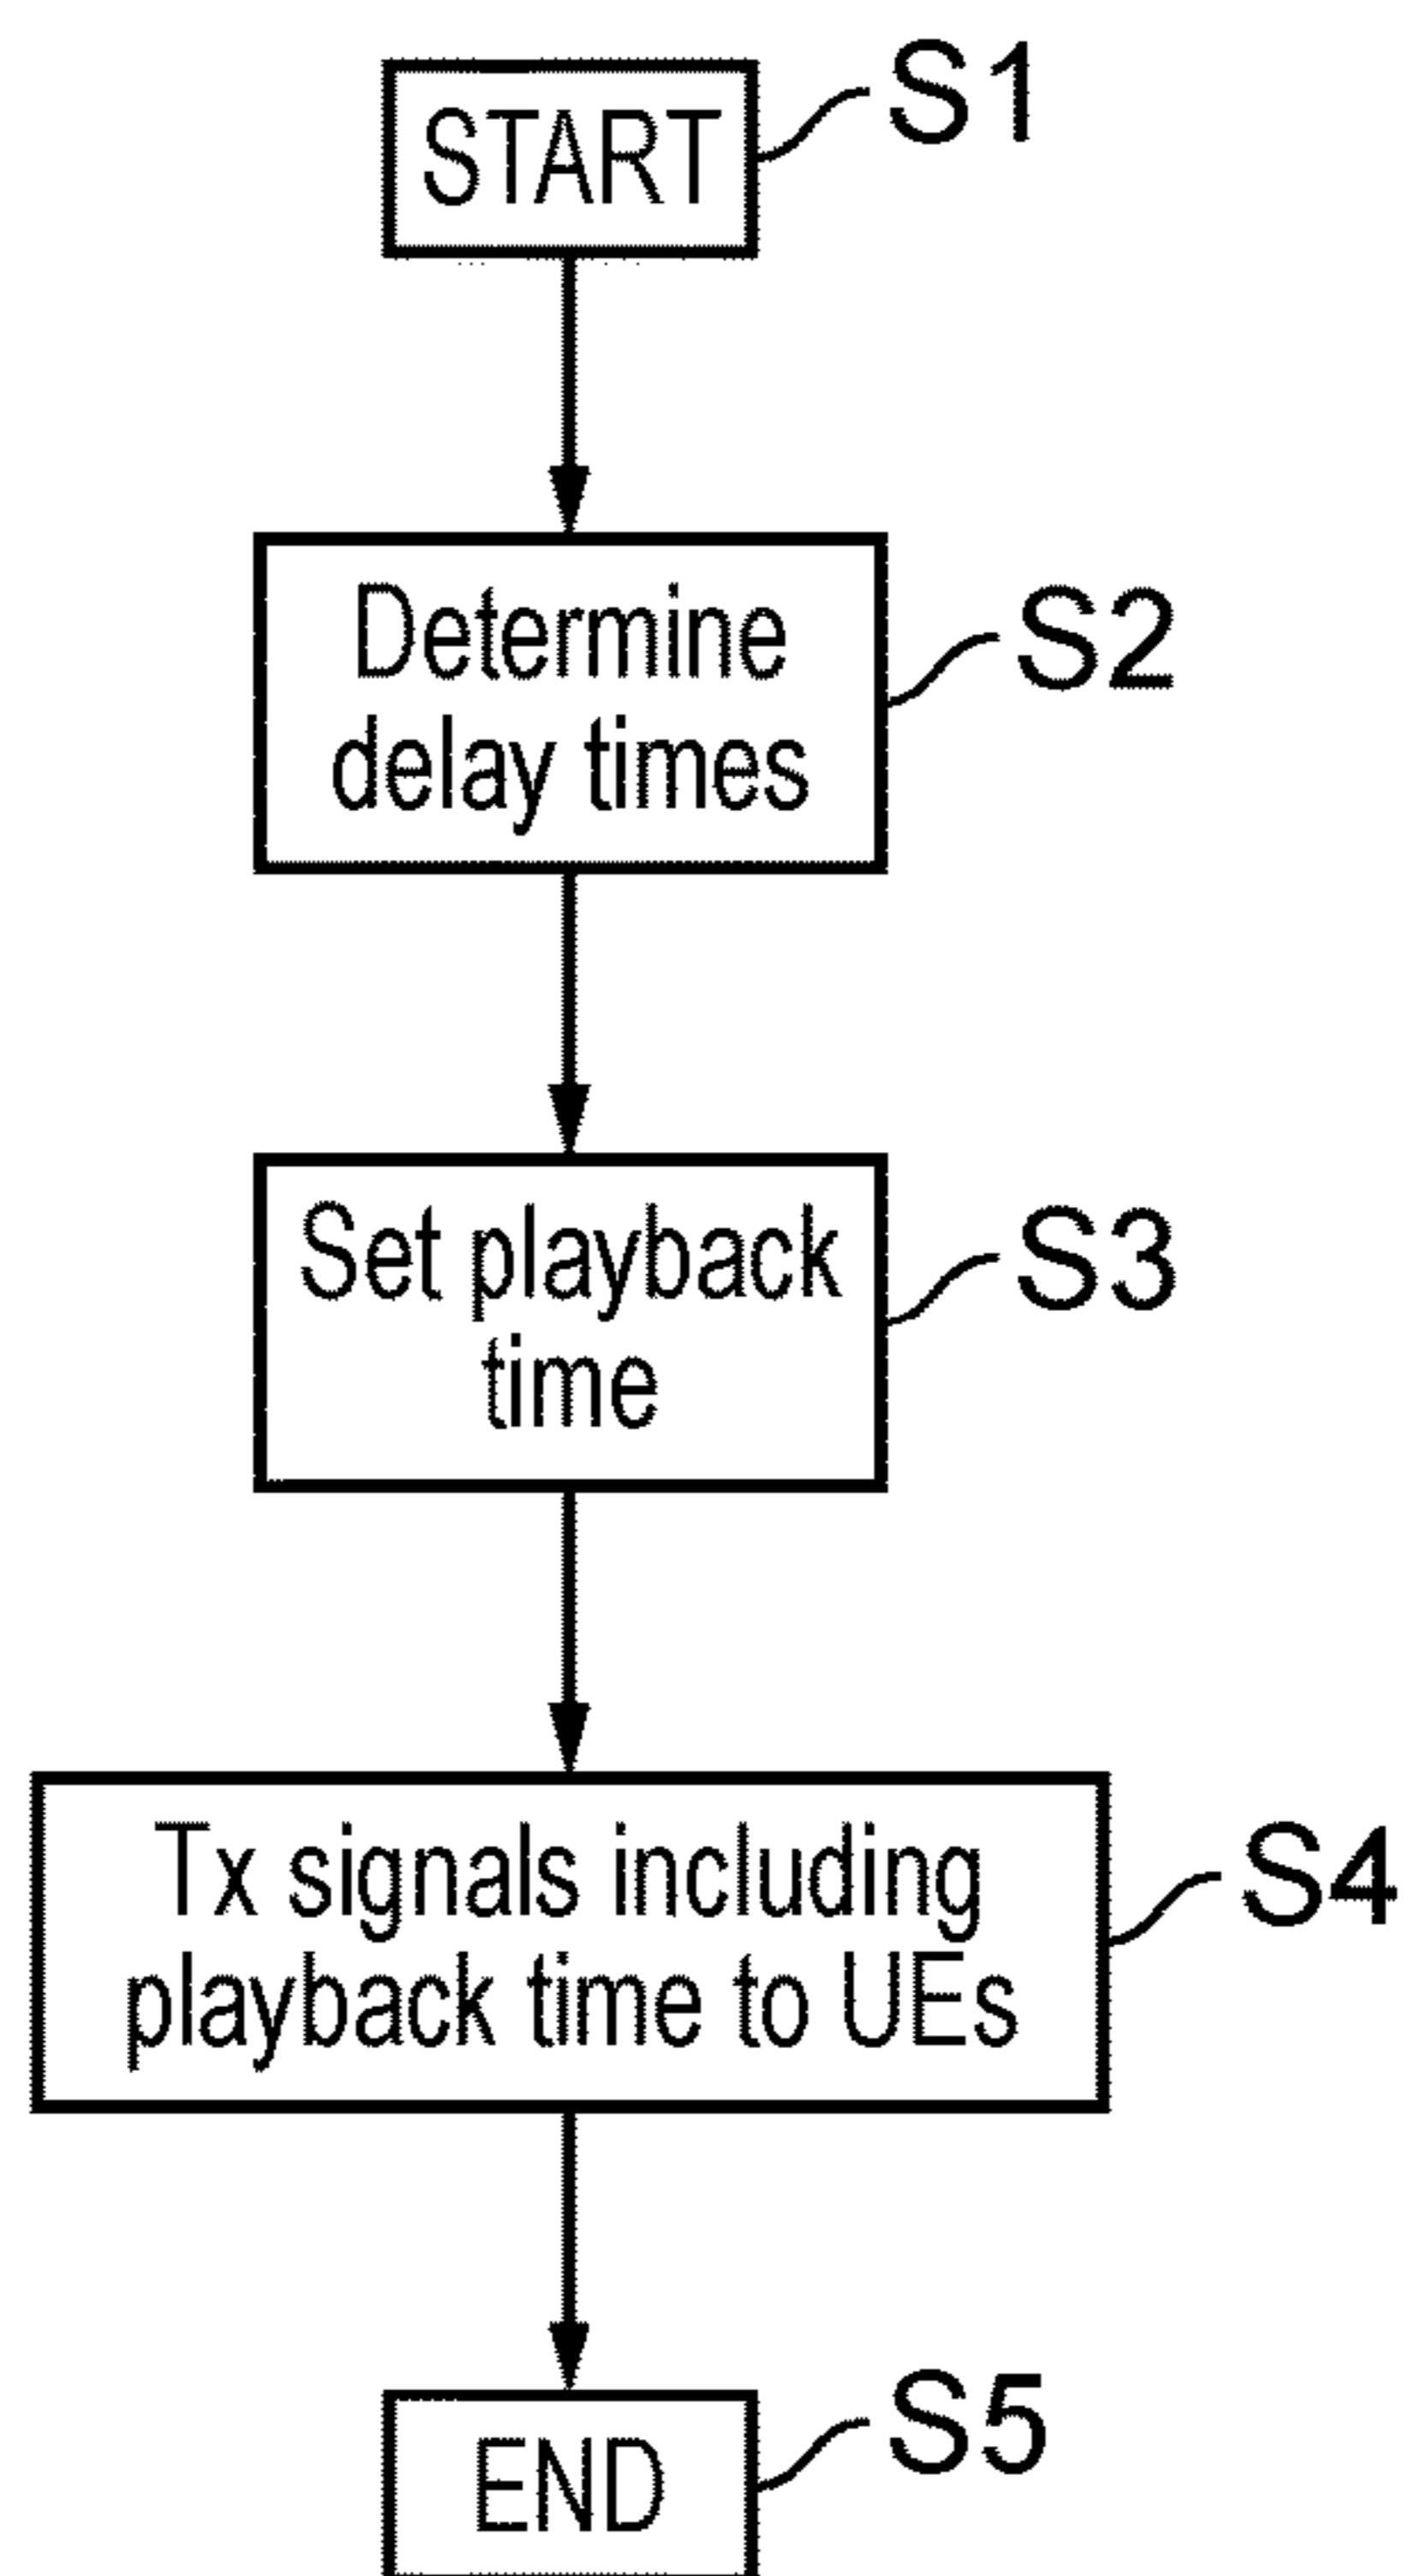 START
S1
Determine
delay times
S2
Set playback
time
S3
Tx signals including
playback time to UEs
S4
END
S5